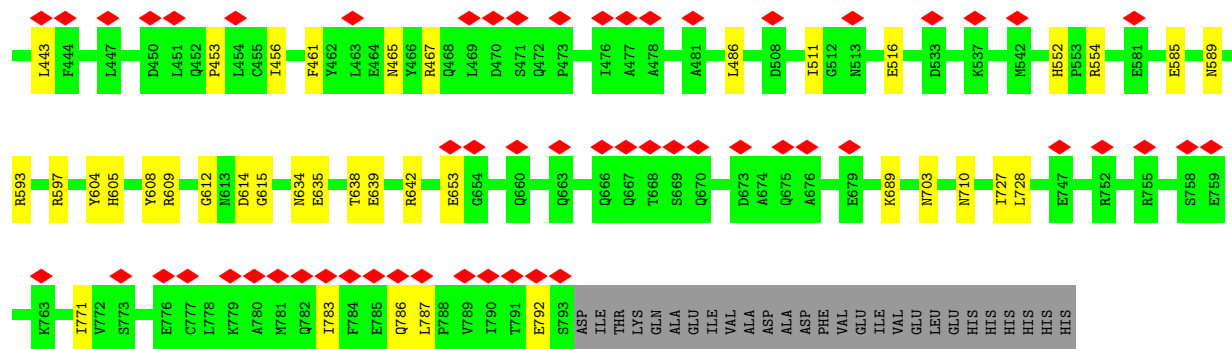 L443 F444 L447 D450 L451 Q452 P453 L454 C455 I456 F461 Y462 L463 E464 N465 Y466 R467 Q468 L469 D470 S471 Q472 P473 I476 A477 A478 A481 L486 D508 I511 G512 N513 E516 D533 K537 M542 H552 P553 R554 E581 E585 N589
R593 R597 Y604 H605 Y608 R609 G612 N613 D614 G615 N634 E635 T638 E639 R642 E653 G654 Q660 Q663 Q666 Q667 T668 S669 Q670 D673 A674 Q675 A676 E679 K689 N703 N710 I727 L728 E747 R752 R755 S758 E759
K763 I771 V772 S773 E776 C777 L778 K779 A780 M781 Q782 I783 F784 E785 Q786 L787 P788 V789 I790 T791 E792 S793 ASP ILE THR LYS GLN ALA GLU ILE VAL ALA ASP ALA ASP PHE VAL GLU ILE VAL GLU LEU GLU HIS HIS HIS HIS HIS HIS